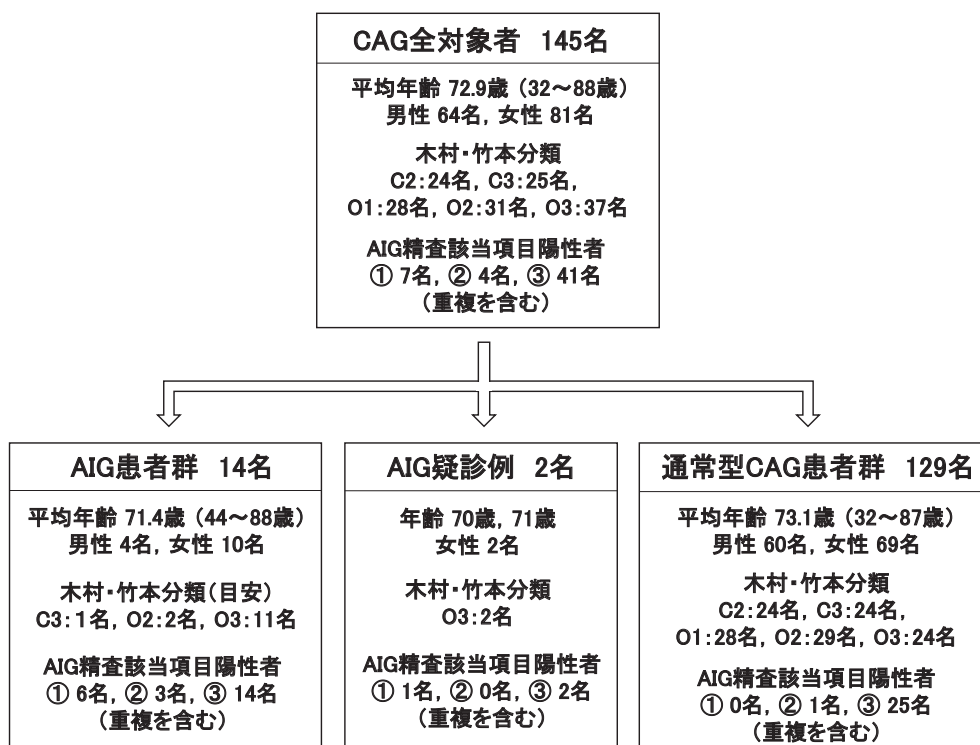 CAG全対象者 145名
平均年齢 72.9歳（32～88歳）
男性 64名，女性 81名
木村・竹本分類
C2：24名，C3：25名，
O1：28名，O2：31名，O3：37名
AIG精査該当項目陽性者
① 7名，② 4名，③ 41名
（重複を含む）
AIG患者群 14名
平均年齢 71.4歳（44～88歳）
男性 4名，女性 10名
木村・竹本分類（目安）
C3：1名，O2：2名，O3：11名
AIG精査該当項目陽性者
① 6名，② 3名，③ 14名
（重複を含む）
AIG疑診例 2名
年齢 70歳，71歳
女性 2名
木村・竹本分類
O3：2名
AIG精査該当項目陽性者
① 1名，② 0名，③ 2名
（重複を含む）
通常型CAG患者群 129名
平均年齢 73.1歳（32～87歳）
男性 60名，女性 69名
木村・竹本分類
C2：24名，C3：24名，
O1：28名，O2：29名，O3：24名
AIG精査該当項目陽性者
① 0名，② 1名，③ 25名
（重複を含む）